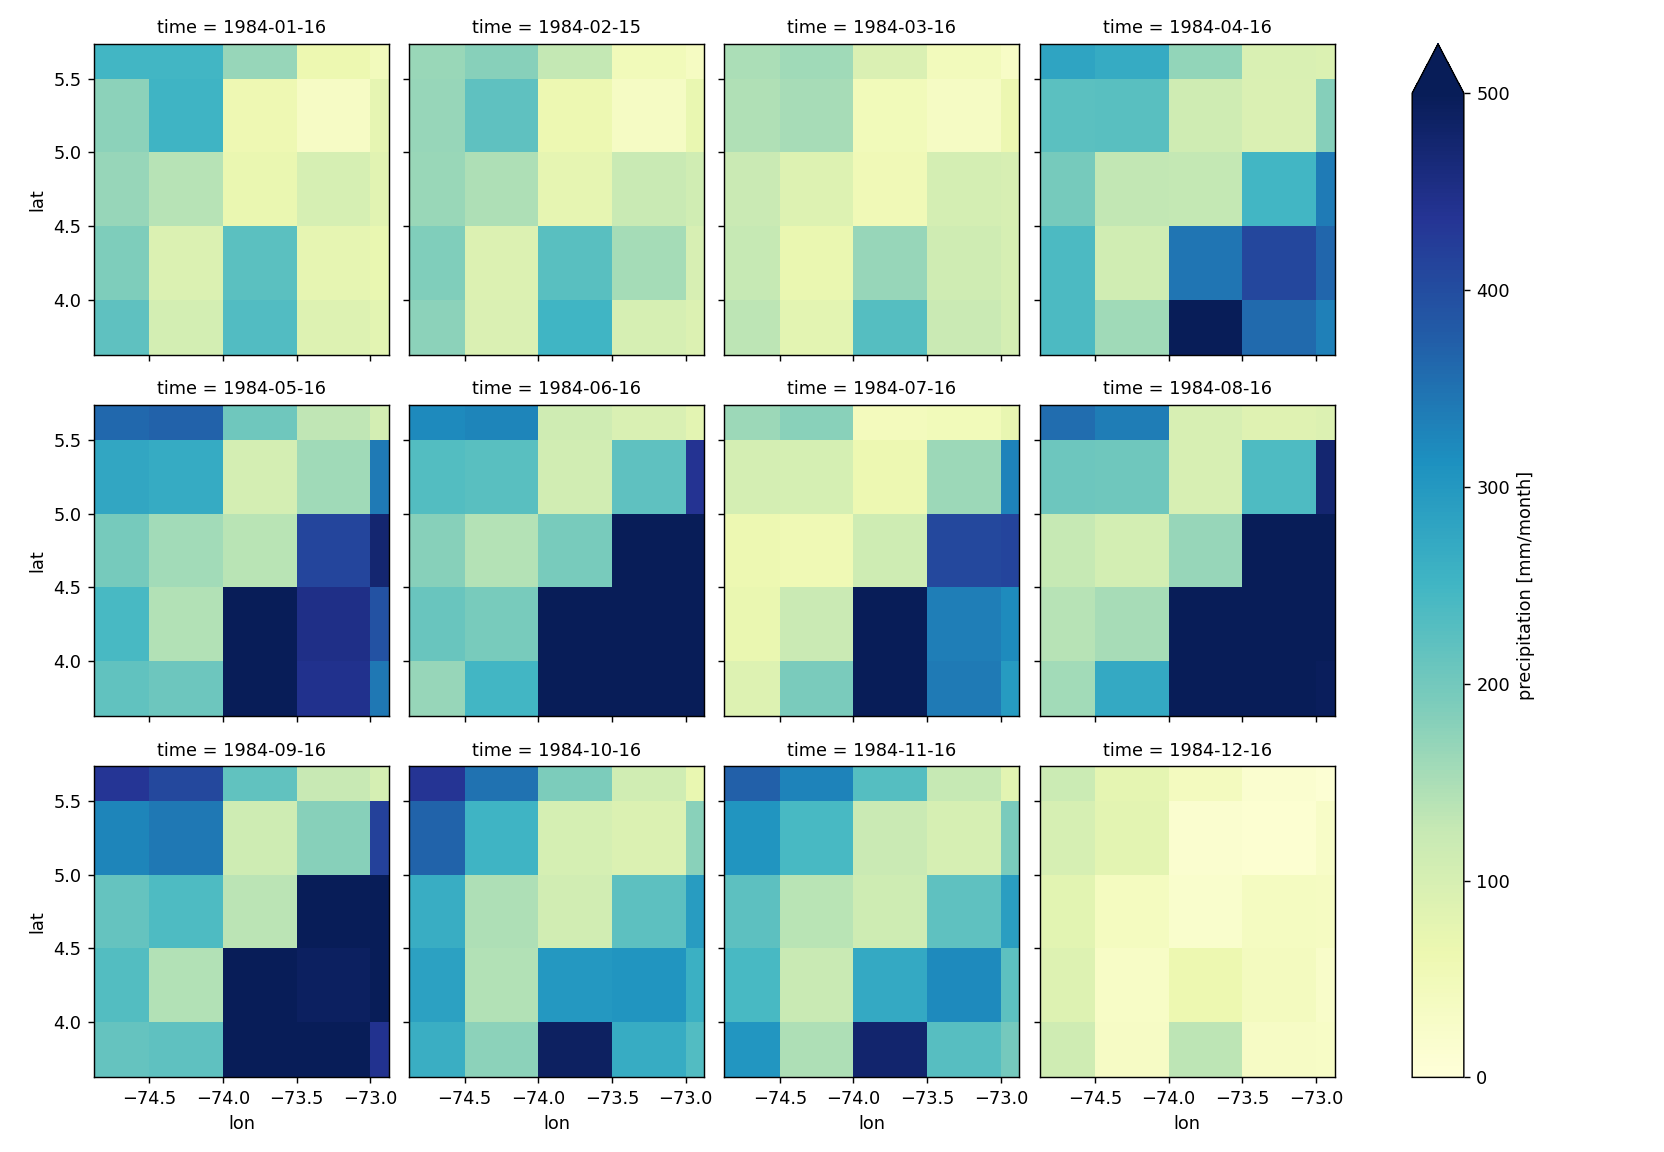 time = 1984-01-16
time = 1984-02-15
time = 1984-03-16
time = 1984-04-16
lat
5.5
5.0
4.5
4.0
time = 1984-05-16
time = 1984-06-16
time = 1984-07-16
time = 1984-08-16
lat
5.5
5.0
4.5
4.0
time = 1984-09-16
time = 1984-10-16
time = 1984-11-16
time = 1984-12-16
lat
5.5
5.0
4.5
4.0
−74.5 −74.0 −73.5 −73.0
lon
−74.5 −74.0 −73.5 −73.0
lon
−74.5 −74.0 −73.5 −73.0
lon
−74.5 −74.0 −73.5 −73.0
lon
500
400
300
200
100
0
precipitation [mm/month]